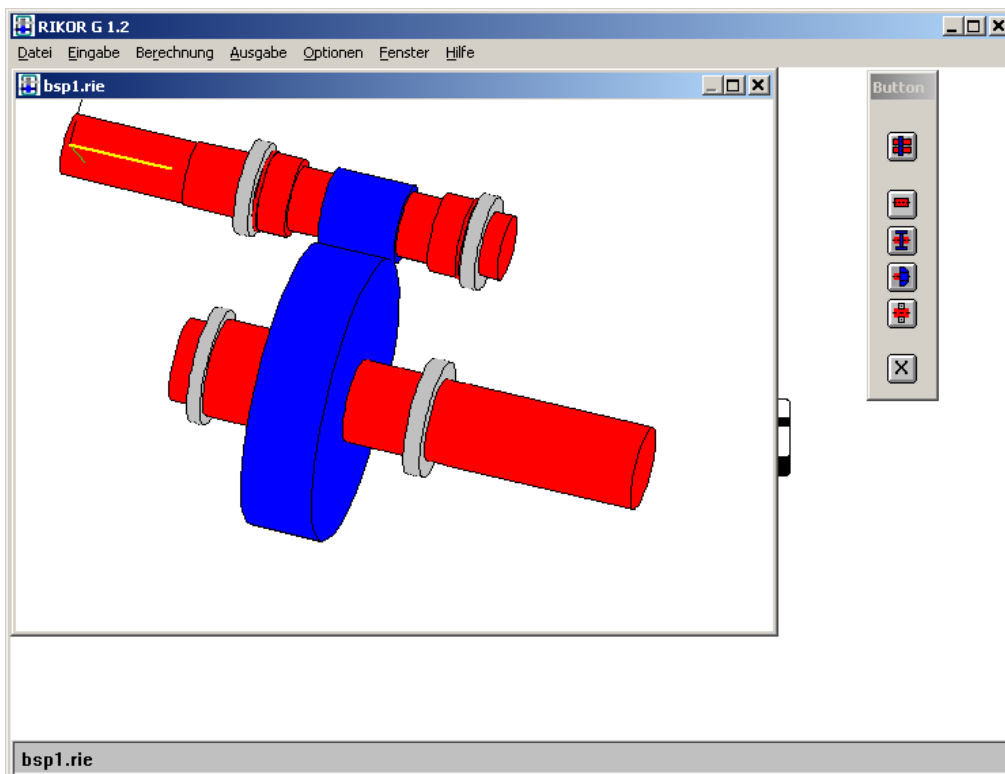 RIKOR G 1.2
Datei Eingabe Berechnung Ausgabe Optionen Fenster Hilfe
bsp1.rie
Button
bsp1.rie